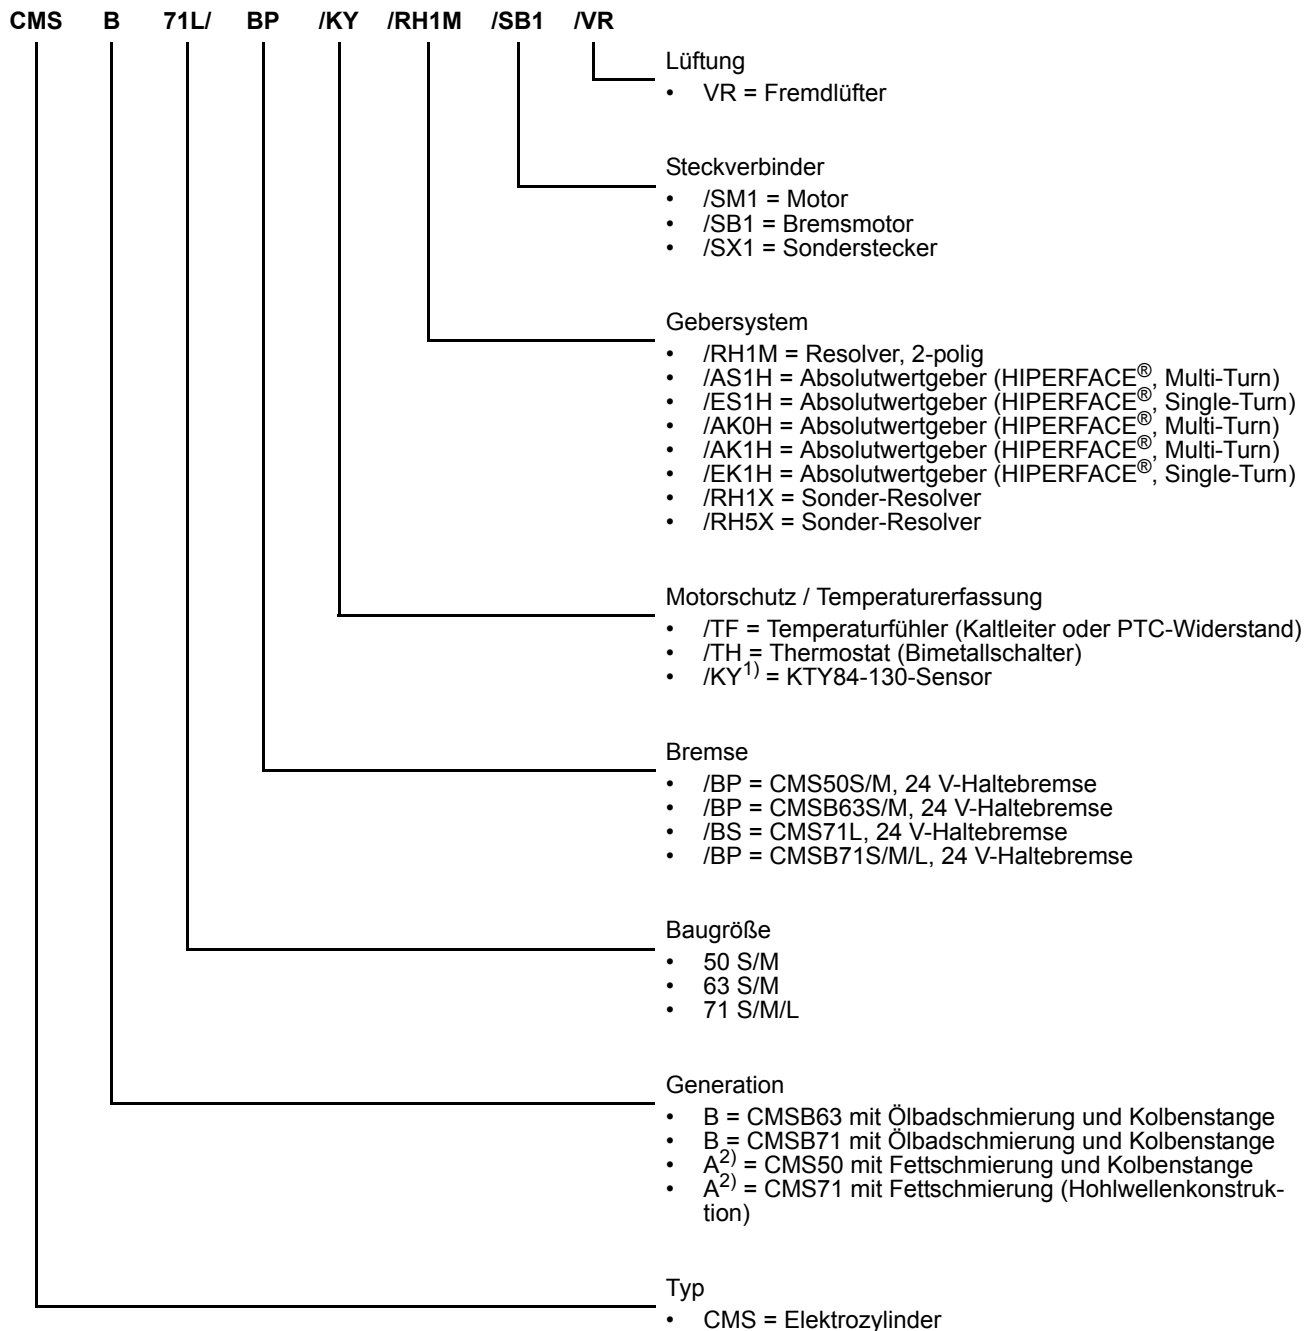 CMS B 71L/ BP /KY /RH1M /SB1 /VR
Lüftung
• VR = Fremdlüfter
Steckverbinder
• /SM1 = Motor
• /SB1 = Bremsmotor
• /SX1 = Sonderstecker
Gebersystem
• /RH1M = Resolver, 2-polig
• /AS1H = Absolutwertgeber (HIPERFACE®, Multi-Turn)
• /ES1H = Absolutwertgeber (HIPERFACE®, Single-Turn)
• /AK0H = Absolutwertgeber (HIPERFACE®, Multi-Turn)
• /AK1H = Absolutwertgeber (HIPERFACE®, Multi-Turn)
• /EK1H = Absolutwertgeber (HIPERFACE®, Single-Turn)
• /RH1X = Sonder-Resolver
• /RH5X = Sonder-Resolver
Motorschutz / Temperaturerfassung
• /TF = Temperaturfühler (Kaltleiter oder PTC-Widerstand)
• /TH = Thermostat (Bimetallschalter)
• /KY1) = KTY84-130-Sensor
Bremse
• /BP = CMS50S/M, 24 V-Haltebremse
• /BP = CMSB63S/M, 24 V-Haltebremse
• /BS = CMS71L, 24 V-Haltebremse
• /BP = CMSB71S/M/L, 24 V-Haltebremse
Baugröße
• 50 S/M
• 63 S/M
• 71 S/M/L
Generation
• B = CMSB63 mit Ölbadschmierung und Kolbenstange
• B = CMSB71 mit Ölbadschmierung und Kolbenstange
• A2) = CMS50 mit Fettschmierung und Kolbenstange
• A2) = CMS71 mit Fettschmierung (Hohlwellenkonstruk-
tion)
Typ
• CMS = Elektrozylinder